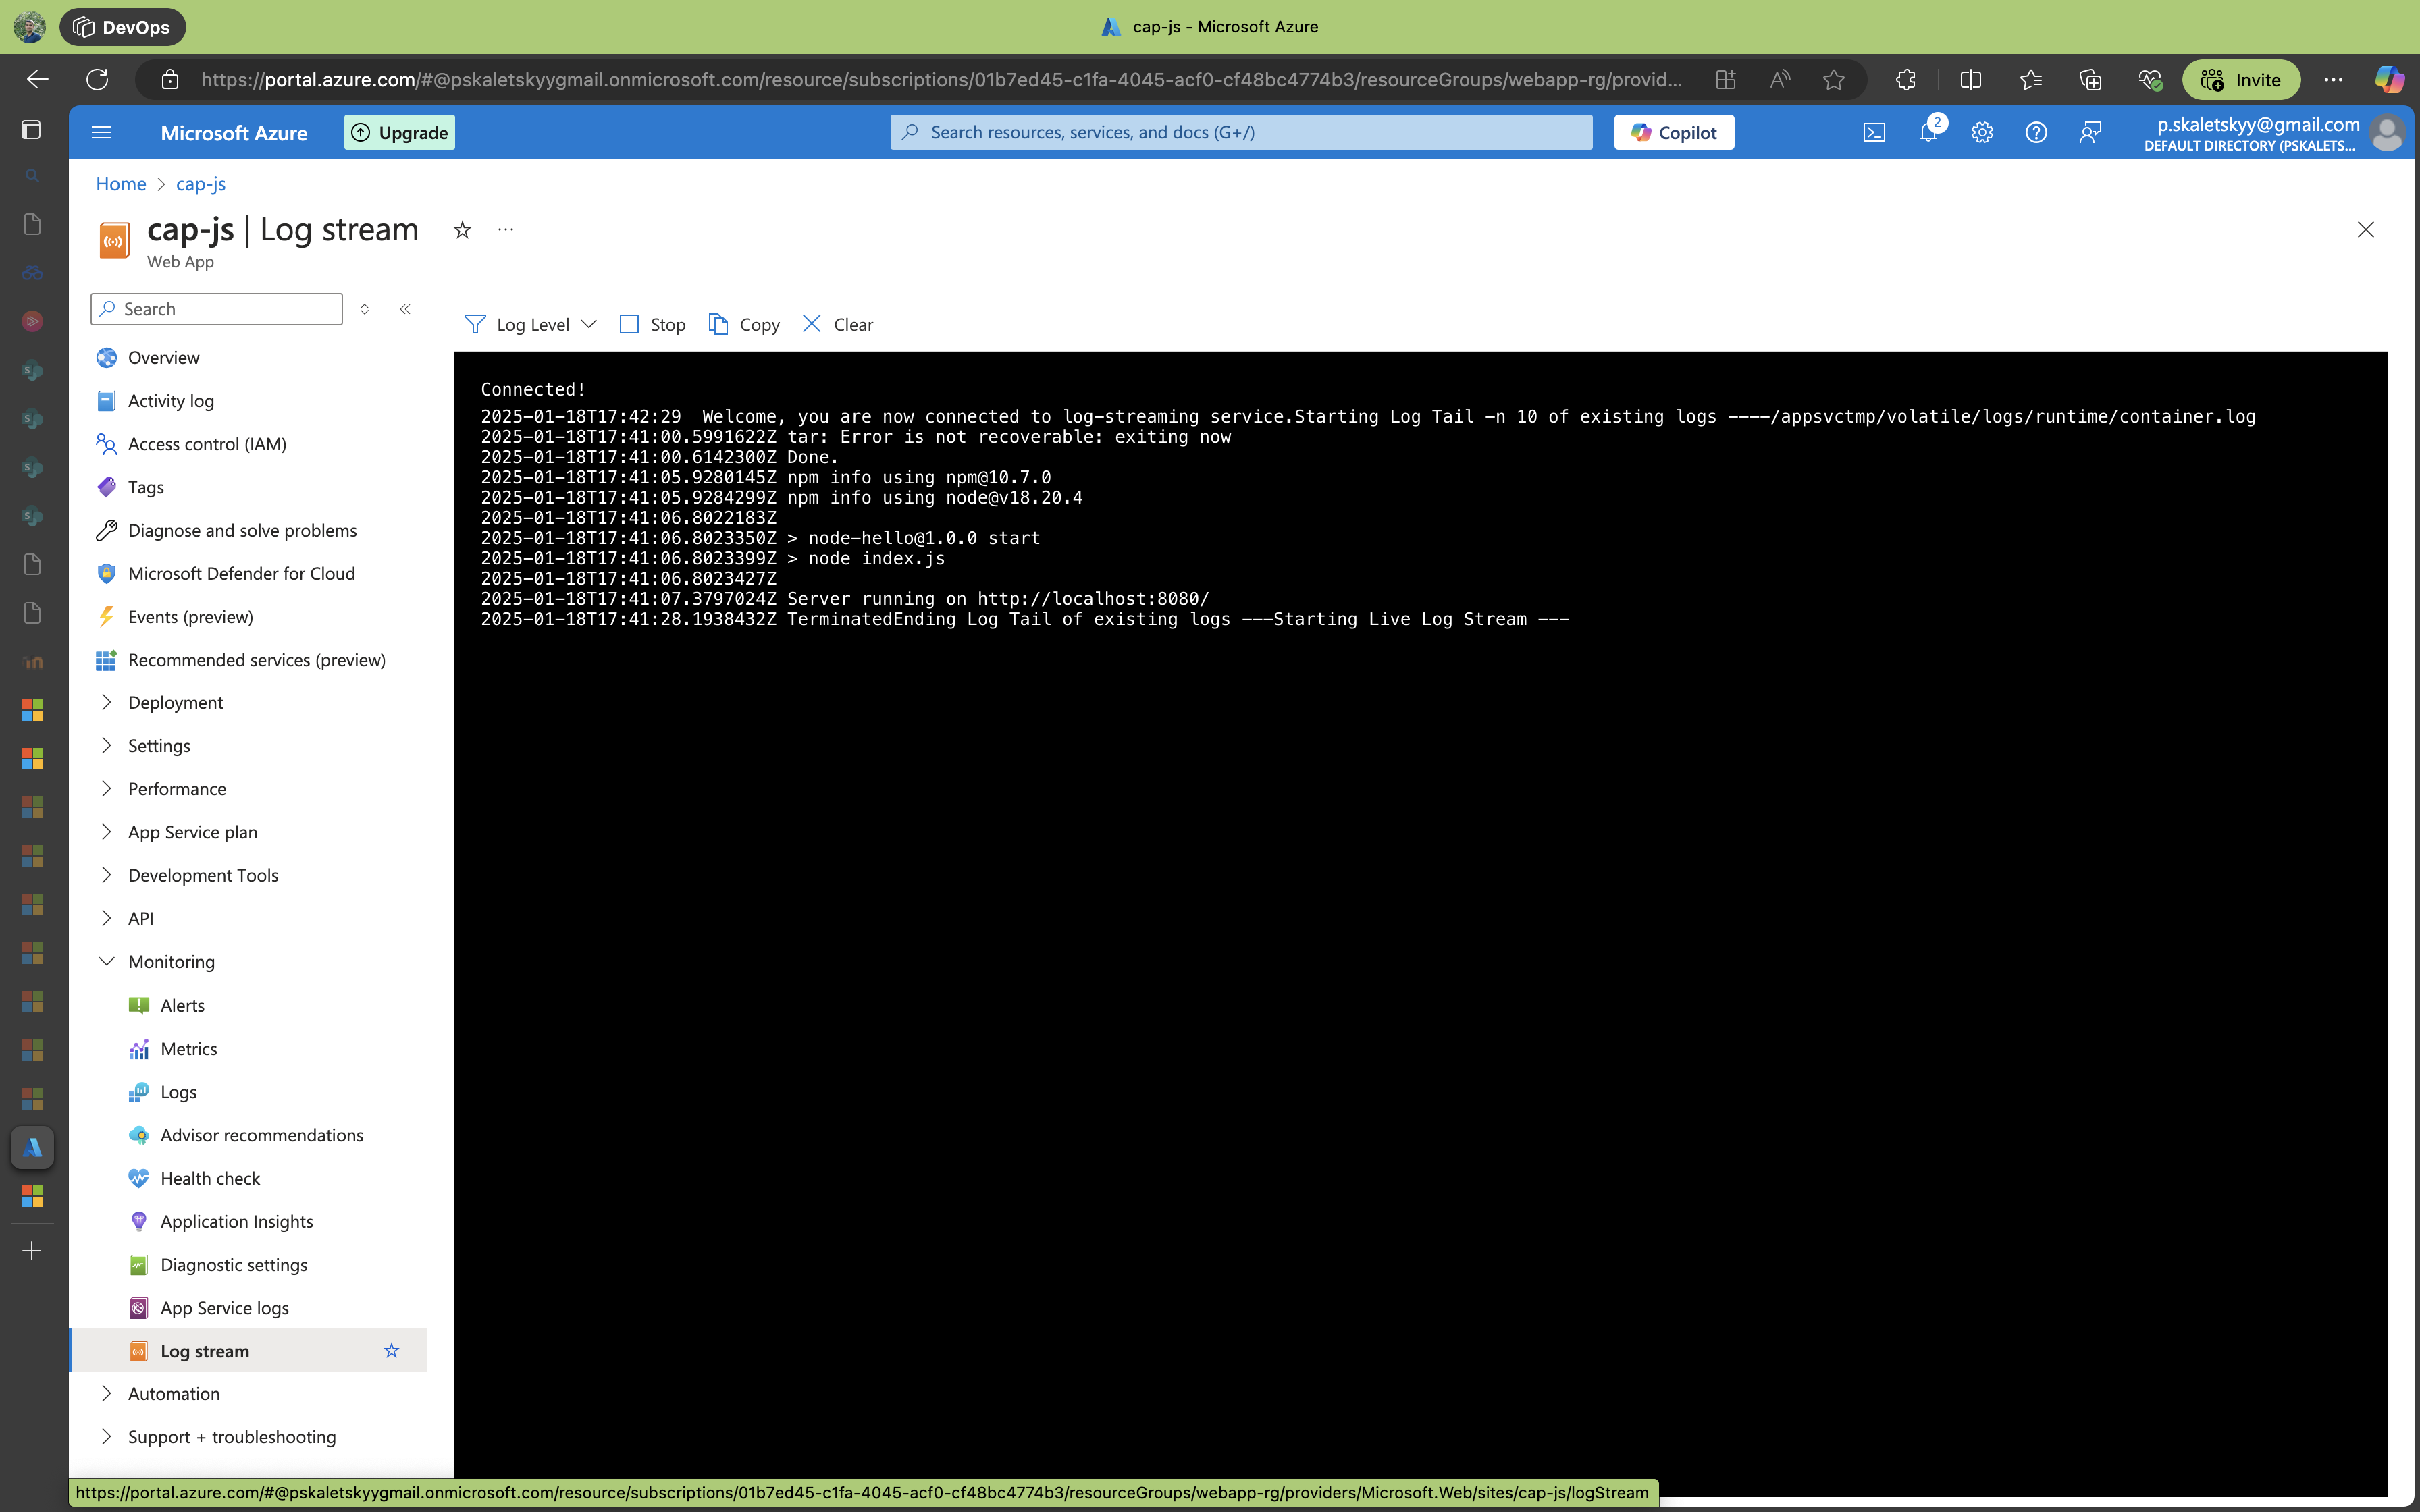 DevOps
cap-js - Microsoft Azure
https://portal.azure.com/#@pskaletskyygmail.onmicrosoft.com/resource/subscriptions/01b7ed45-c1fa-4045-acf0-cf48bc4774b3/resourceGroups/webapp-rg/provid...
Invite
Microsoft Azure
Upgrade
Search resources, services, and docs (G+/)
Copilot
2
p.skaletskyy@gmail.com
DEFAULT DIRECTORY (PSKALETS...
Home > cap-js
cap-js | Log stream
Web App
Search
Log Level
Stop
Copy
Clear
Overview
Activity log
Access control (IAM)
Tags
Diagnose and solve problems
Microsoft Defender for Cloud
Events (preview)
Recommended services (preview)
Deployment
Settings
Performance
App Service plan
Development Tools
API
Monitoring
Alerts
Metrics
Logs
Advisor recommendations
Health check
Application Insights
Diagnostic settings
App Service logs
Log stream
Automation
Support + troubleshooting
Connected!
2025-01-18T17:42:29  Welcome, you are now connected to log-streaming service.Starting Log Tail -n 10 of existing logs ----/appsvctmp/volatile/logs/runtime/container.log
2025-01-18T17:41:00.5991622Z tar: Error is not recoverable: exiting now
2025-01-18T17:41:00.6142300Z Done.
2025-01-18T17:41:05.9280145Z npm info using npm@10.7.0
2025-01-18T17:41:05.9284299Z npm info using node@v18.20.4
2025-01-18T17:41:06.8022183Z
2025-01-18T17:41:06.8023350Z > node-hello@1.0.0 start
2025-01-18T17:41:06.8023399Z > node index.js
2025-01-18T17:41:06.8023427Z
2025-01-18T17:41:07.3797024Z Server running on http://localhost:8080/
2025-01-18T17:41:28.1938432Z TerminatedEnding Log Tail of existing logs ---Starting Live Log Stream ---
https://portal.azure.com/#@pskaletskyygmail.onmicrosoft.com/resource/subscriptions/01b7ed45-c1fa-4045-acf0-cf48bc4774b3/resourceGroups/webapp-rg/providers/Microsoft.Web/sites/cap-js/logStream